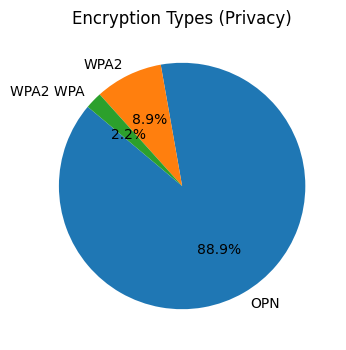 Encryption Types (Privacy)
WPA2
WPA2 WPA
8.9%
2.2%
88.9%
OPN